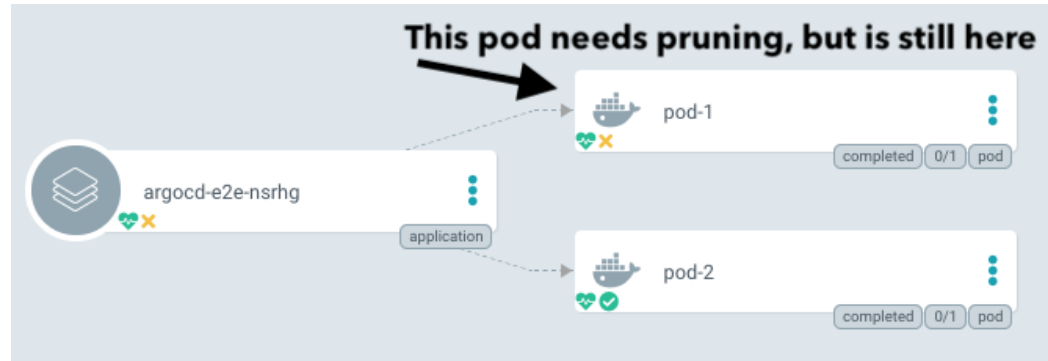 This pod needs pruning, but is still here
pod-1
completed 0/1 pod
argocd-e2e-nsrhg
application
pod-2
completed 0/1 pod